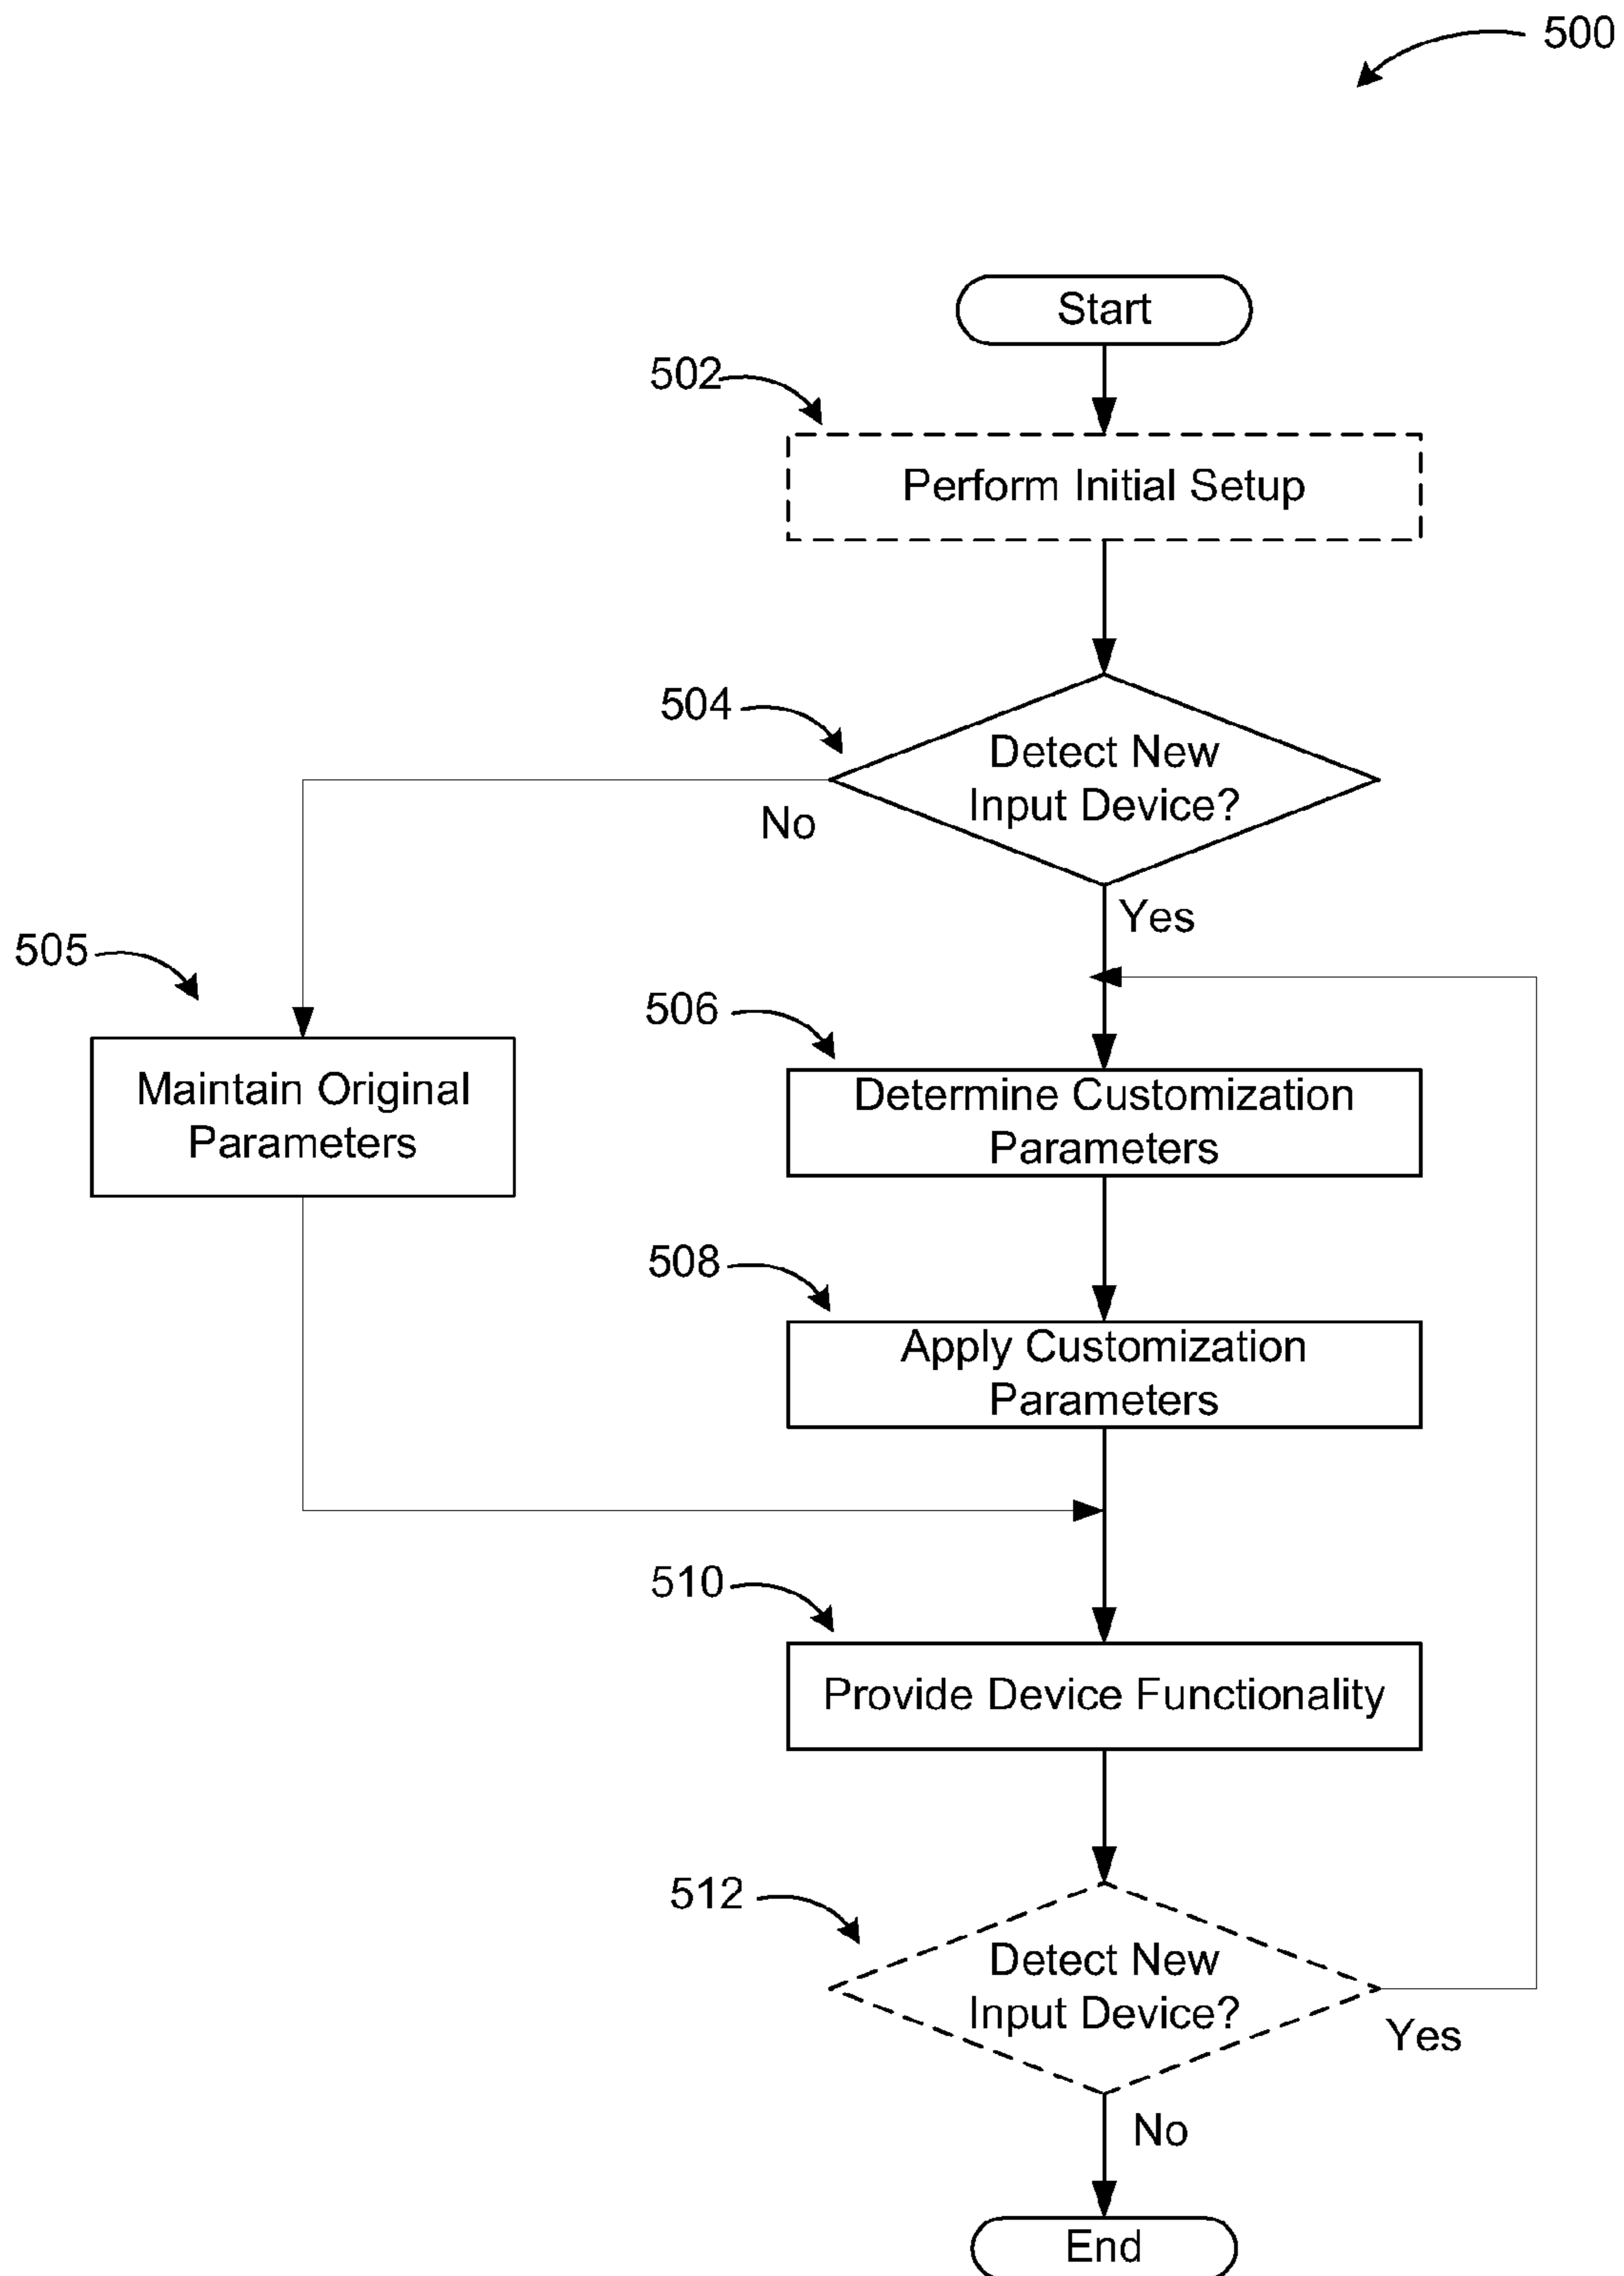 500
Start
502
Perform Initial Setup
504
Detect New
Input Device?
No
Yes
505
Maintain Original
Parameters
506
Determine Customization
Parameters
508
Apply Customization
Parameters
510
Provide Device Functionality
512
Detect New
Input Device?
Yes
No
End